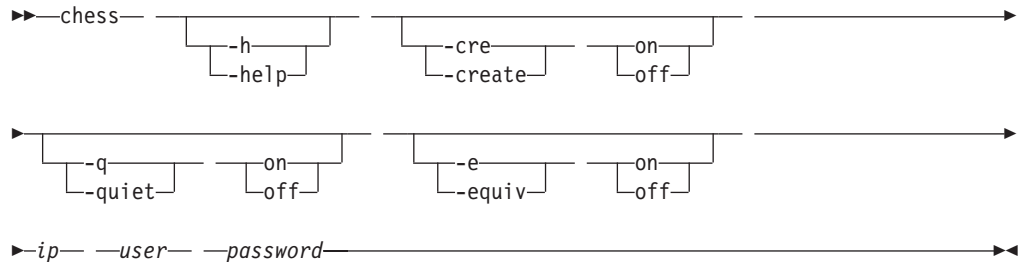 chess -h -cre on
-help -create off
-q on -e on
-quiet off -equiv off
ip user password